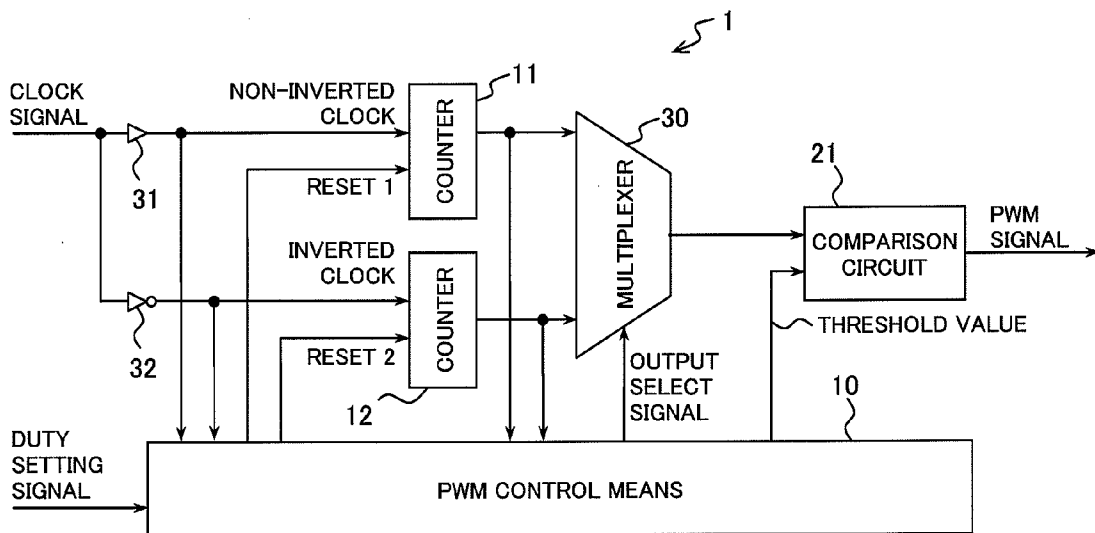 1
CLOCK
SIGNAL
31
NON-INVERTED
CLOCK
RESET 1
11
COUNTER
32
INVERTED
CLOCK
RESET 2
COUNTER
12
30
MULTIPLEXER
OUTPUT
SELECT
SIGNAL
21
COMPARISON
CIRCUIT
PWM
SIGNAL
THRESHOLD VALUE
10
DUTY
SETTING
SIGNAL
PWM CONTROL MEANS